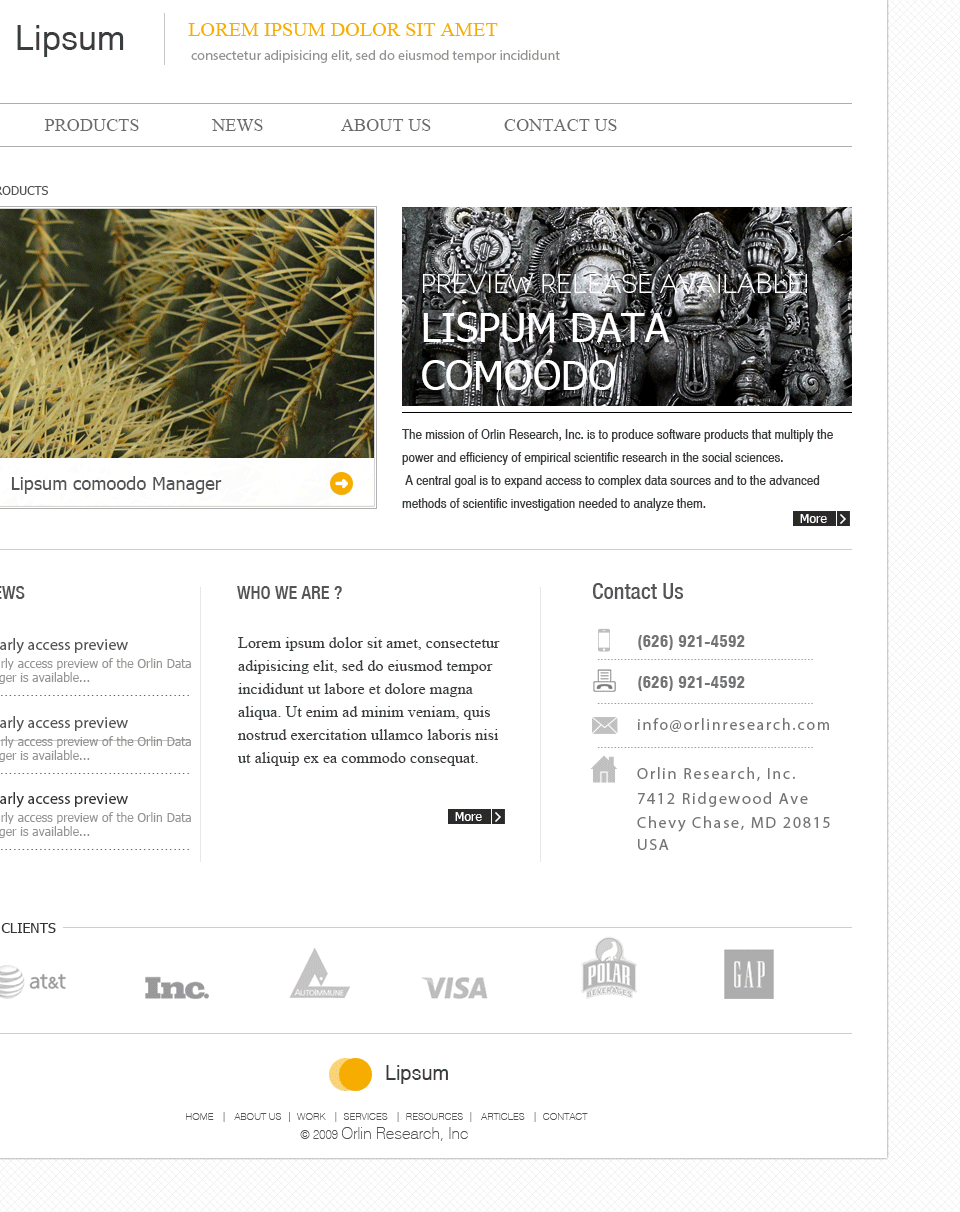 Lipsum
LOREM IPSUM DOLOR SIT AMET
consectetur adipisicing elit, sed do eiusmod tempor incididunt
PRODUCTS NEWS ABOUT US CONTACT US
RODUCTS
Lipsum comoodo Manager
PREVIEW RELEASE AVAILABLE!
LISPUM DATA
COMOODO
The mission of Orlin Research, Inc. is to produce software products that multiply the
power and efficiency of empirical scientific research in the social sciences.
A central goal is to expand access to complex data sources and to the advanced
methods of scientific investigation needed to analyze them.
More
EWS
arly access preview
rly access preview of the Orlin Data
ger is available...
arly access preview
rly access preview of the Orlin Data
ger is available...
arly access preview
rly access preview of the Orlin Data
ger is available...
WHO WE ARE ?
Lorem ipsum dolor sit amet, consectetur
adipisicing elit, sed do eiusmod tempor
incididunt ut labore et dolore magna
aliqua. Ut enim ad minim veniam, quis
nostrud exercitation ullamco laboris nisi
ut aliquip ex ea commodo consequat.
More
Contact Us
(626) 921-4592
(626) 921-4592
info@orlinresearch.com
Orlin Research, Inc.
7412 Ridgewood Ave
Chevy Chase, MD 20815
USA
CLIENTS
at&t
Inc.
AUTOIMMUNE
VISA
POLAR
BEVERAGES
GAP
Lipsum
HOME | ABOUT US | WORK | SERVICES | RESOURCES | ARTICLES | CONTACT
© 2009 Orlin Research, Inc